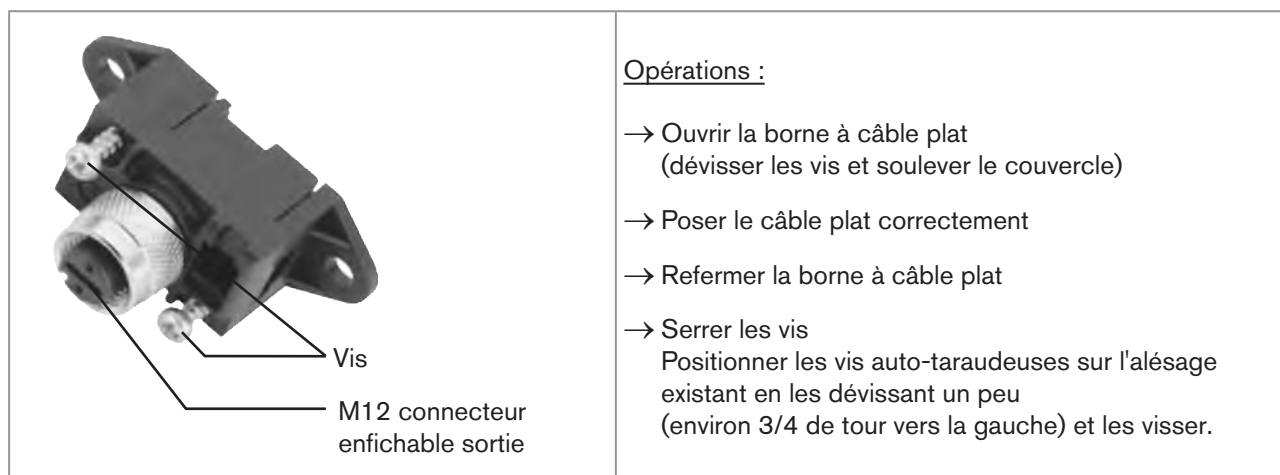 Vis
M12 connecteur
enfichable sortie
Opérations :
→ Ouvrir la borne à câble plat
(dévisser les vis et soulever le couvercle)
→ Poser le câble plat correctement
→ Refermer la borne à câble plat
→ Serrer les vis
Positionner les vis auto-taraudeuses sur l'alésage
existant en les dévissant un peu
(environ 3/4 de tour vers la gauche) et les visser.